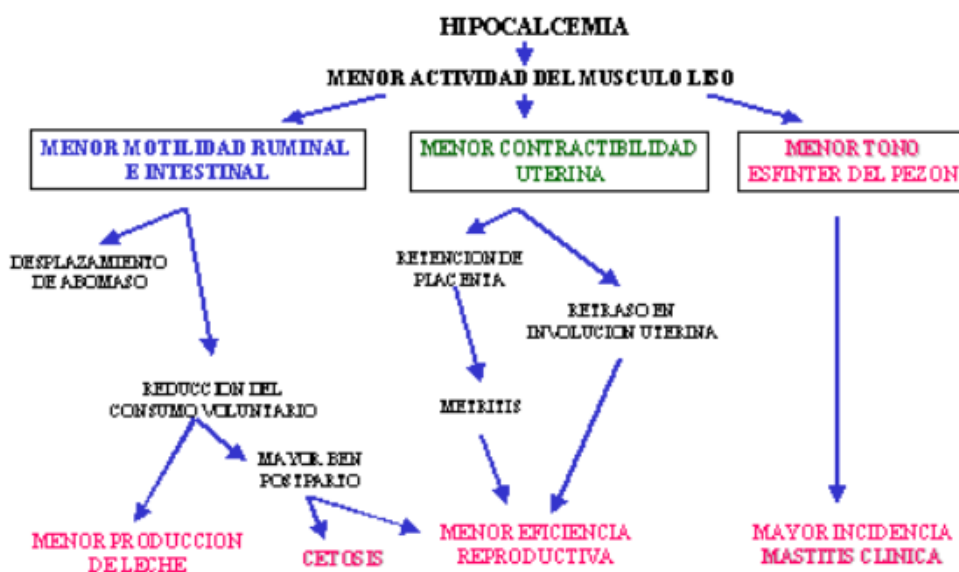 HIPOCALCEMIA
MENOR ACTIVIDAD DEL MUSCULO LISO
MENOR MOTILIDAD RUMINAL
E INTESTINAL
MENOR CONTRACTIBILIDAD
UTERINA
MENOR TONO
ESFINTER DEL PEZON
DESPLAZAMIENTO
DE ABOMASO
RETENCION DE
PLACENTA
RETRASO EN
INVOLUCION UTERINA
REDUCCION DEL
CONSUMO VOLUNTARIO
METRITIS
MAYOR BEN
POSTPARTO
MENOR PRODUCCION
DE LECHE
CETOSIS
MENOR EFICIENCIA
REPRODUCTIVA
MAYOR INCIDENCIA
MASTITIS CLINICA